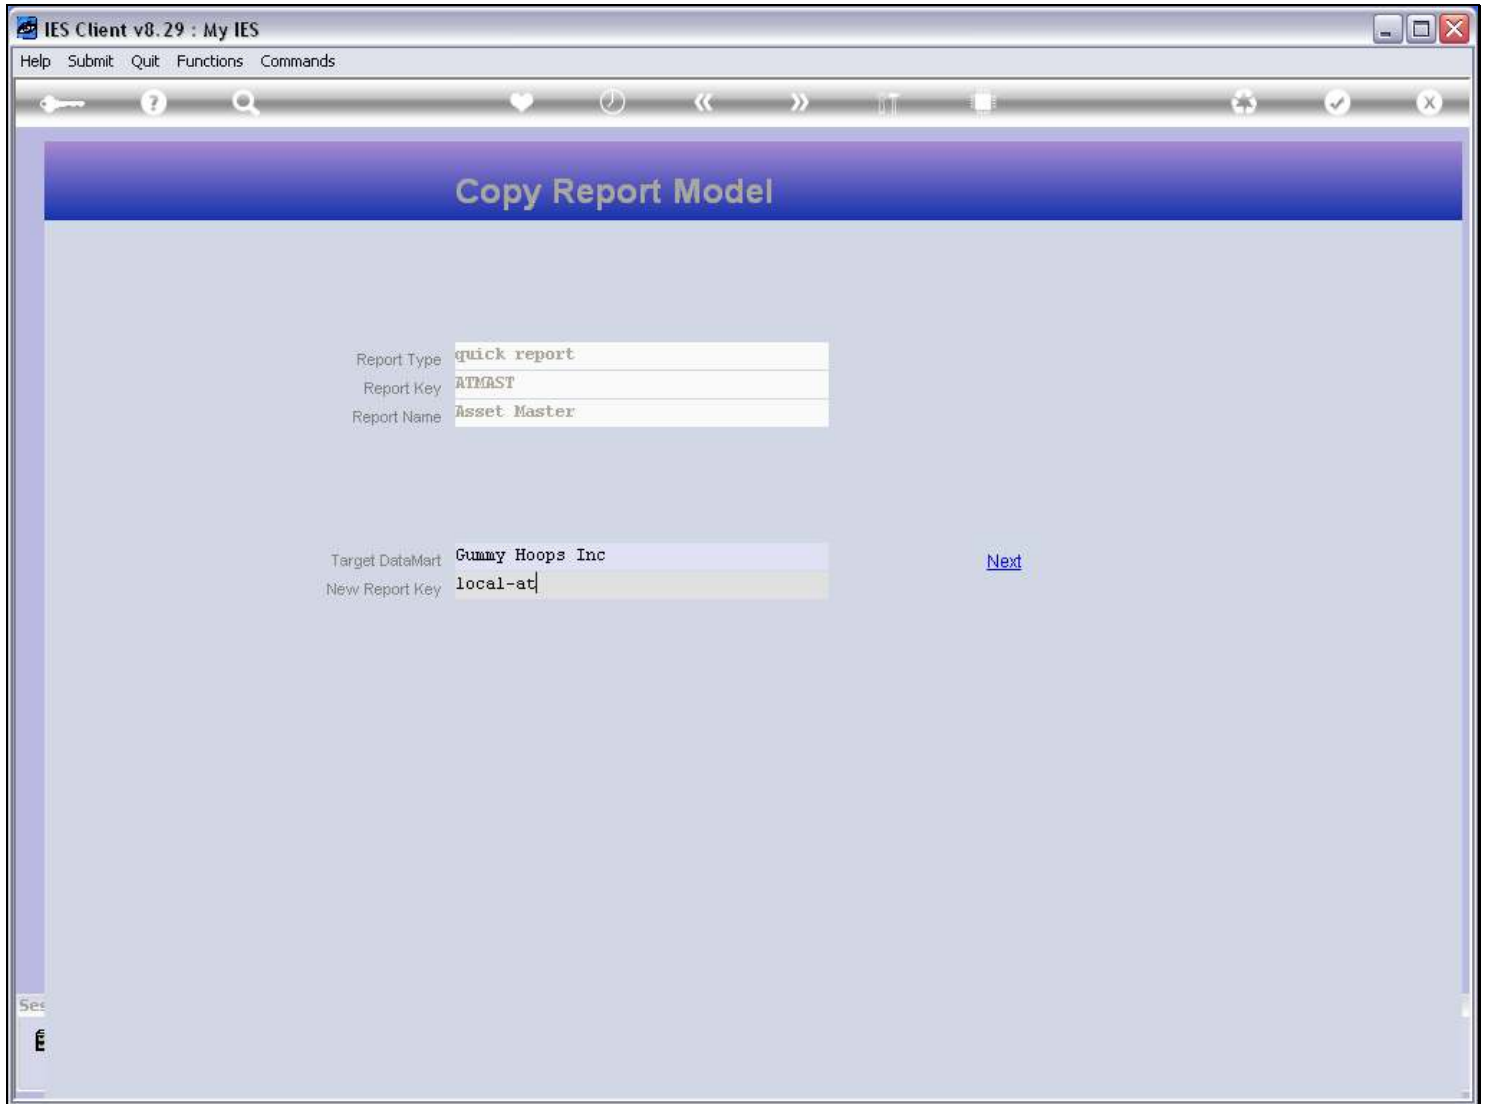 IES Client v8.29 : My IES
Help Submit Quit Functions Commands
Copy Report Model
Report Type quick report
Report Key ATMAST
Report Name Asset Master
Target DataMart Gummy Hoops Inc Next
New Report Key local-at